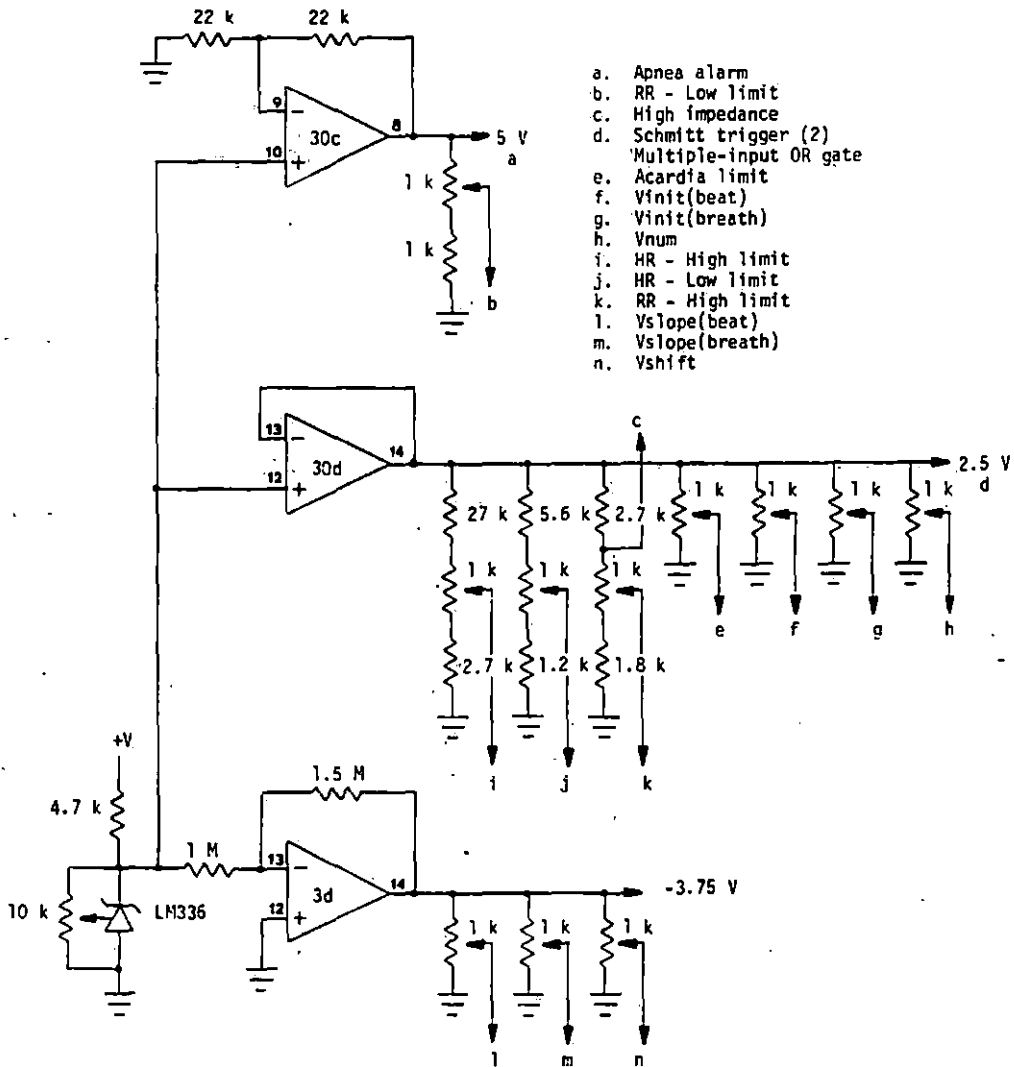 22 k 22 k
9
30c
8
10
5 V
a
1 k
1 k
b
a. Apnea alarm
b. RR - Low limit
c. High impedance
d. Schmitt trigger (2)
Multiple-input OR gate
e. Acardia limit
f. Vinit(beat)
g. Vinit(breath)
h. Vnum
i. HR - High limit
j. HR - Low limit
k. RR - High limit
l. Vslope(beat)
m. Vslope(breath)
n. Vshift
13
30d
14
12
c
2.5 V
d
27 k 5.6 k 2.7 k 1 k 1 k 1 k 1 k
1 k 1 k 1 k
e f g h
2.7 k 1.2 k 1.8 k
i j k
+V
4.7 k
1.5 M
1 M
13
3d
14
12
-3.75 V
10 k LM336
1 k 1 k 1 k
l m n